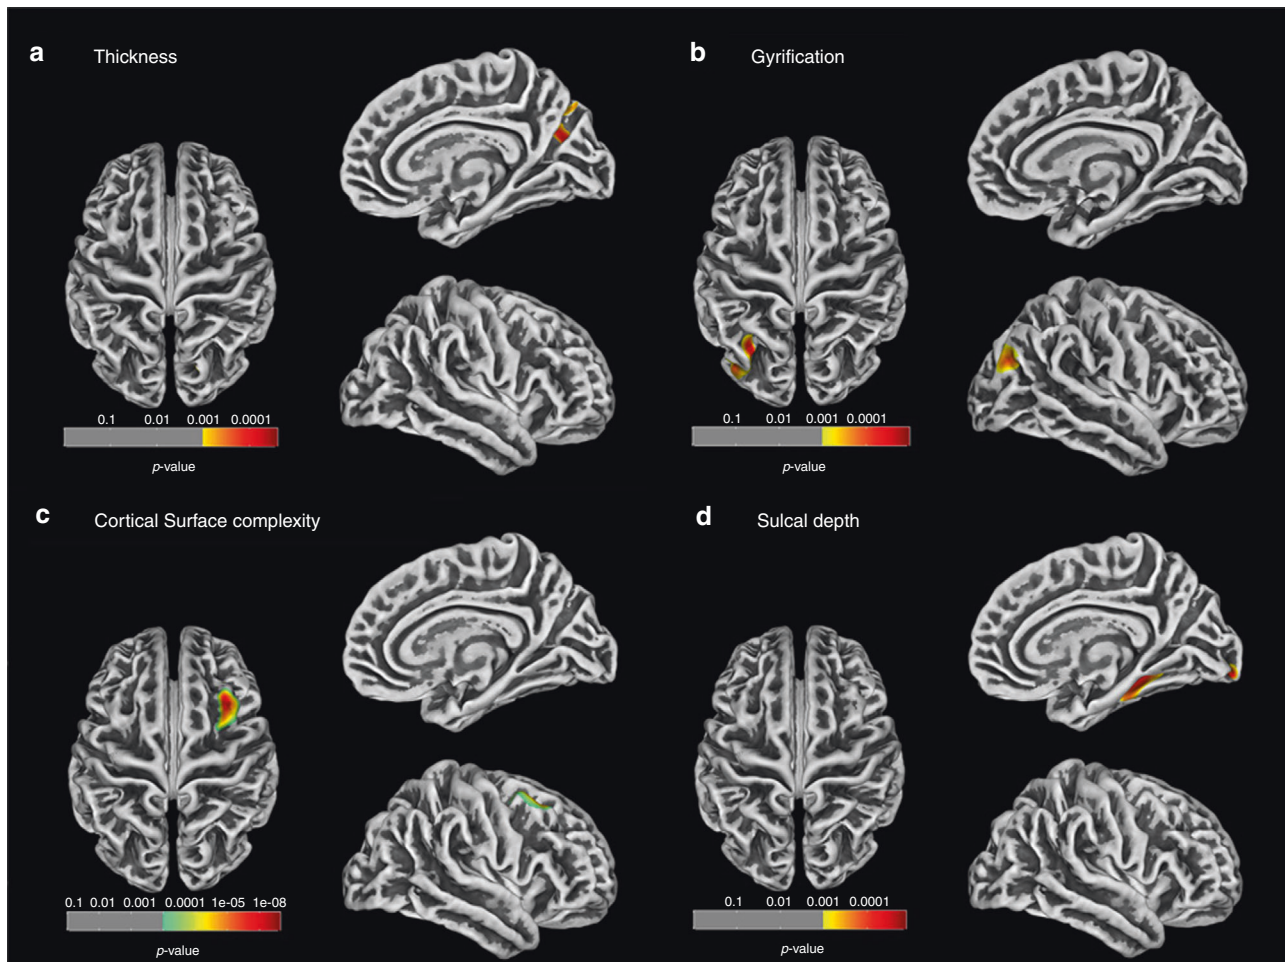 a Thickness
b Gyrification
0.1 0.01 0.001 0.0001
p-value
0.1 0.01 0.001 0.0001
p-value
c Cortical Surface complexity
d Sulcal depth
0.1 0.01 0.001 0.0001 1e-05 1e-08
p-value
0.1 0.01 0.001 0.0001
p-value